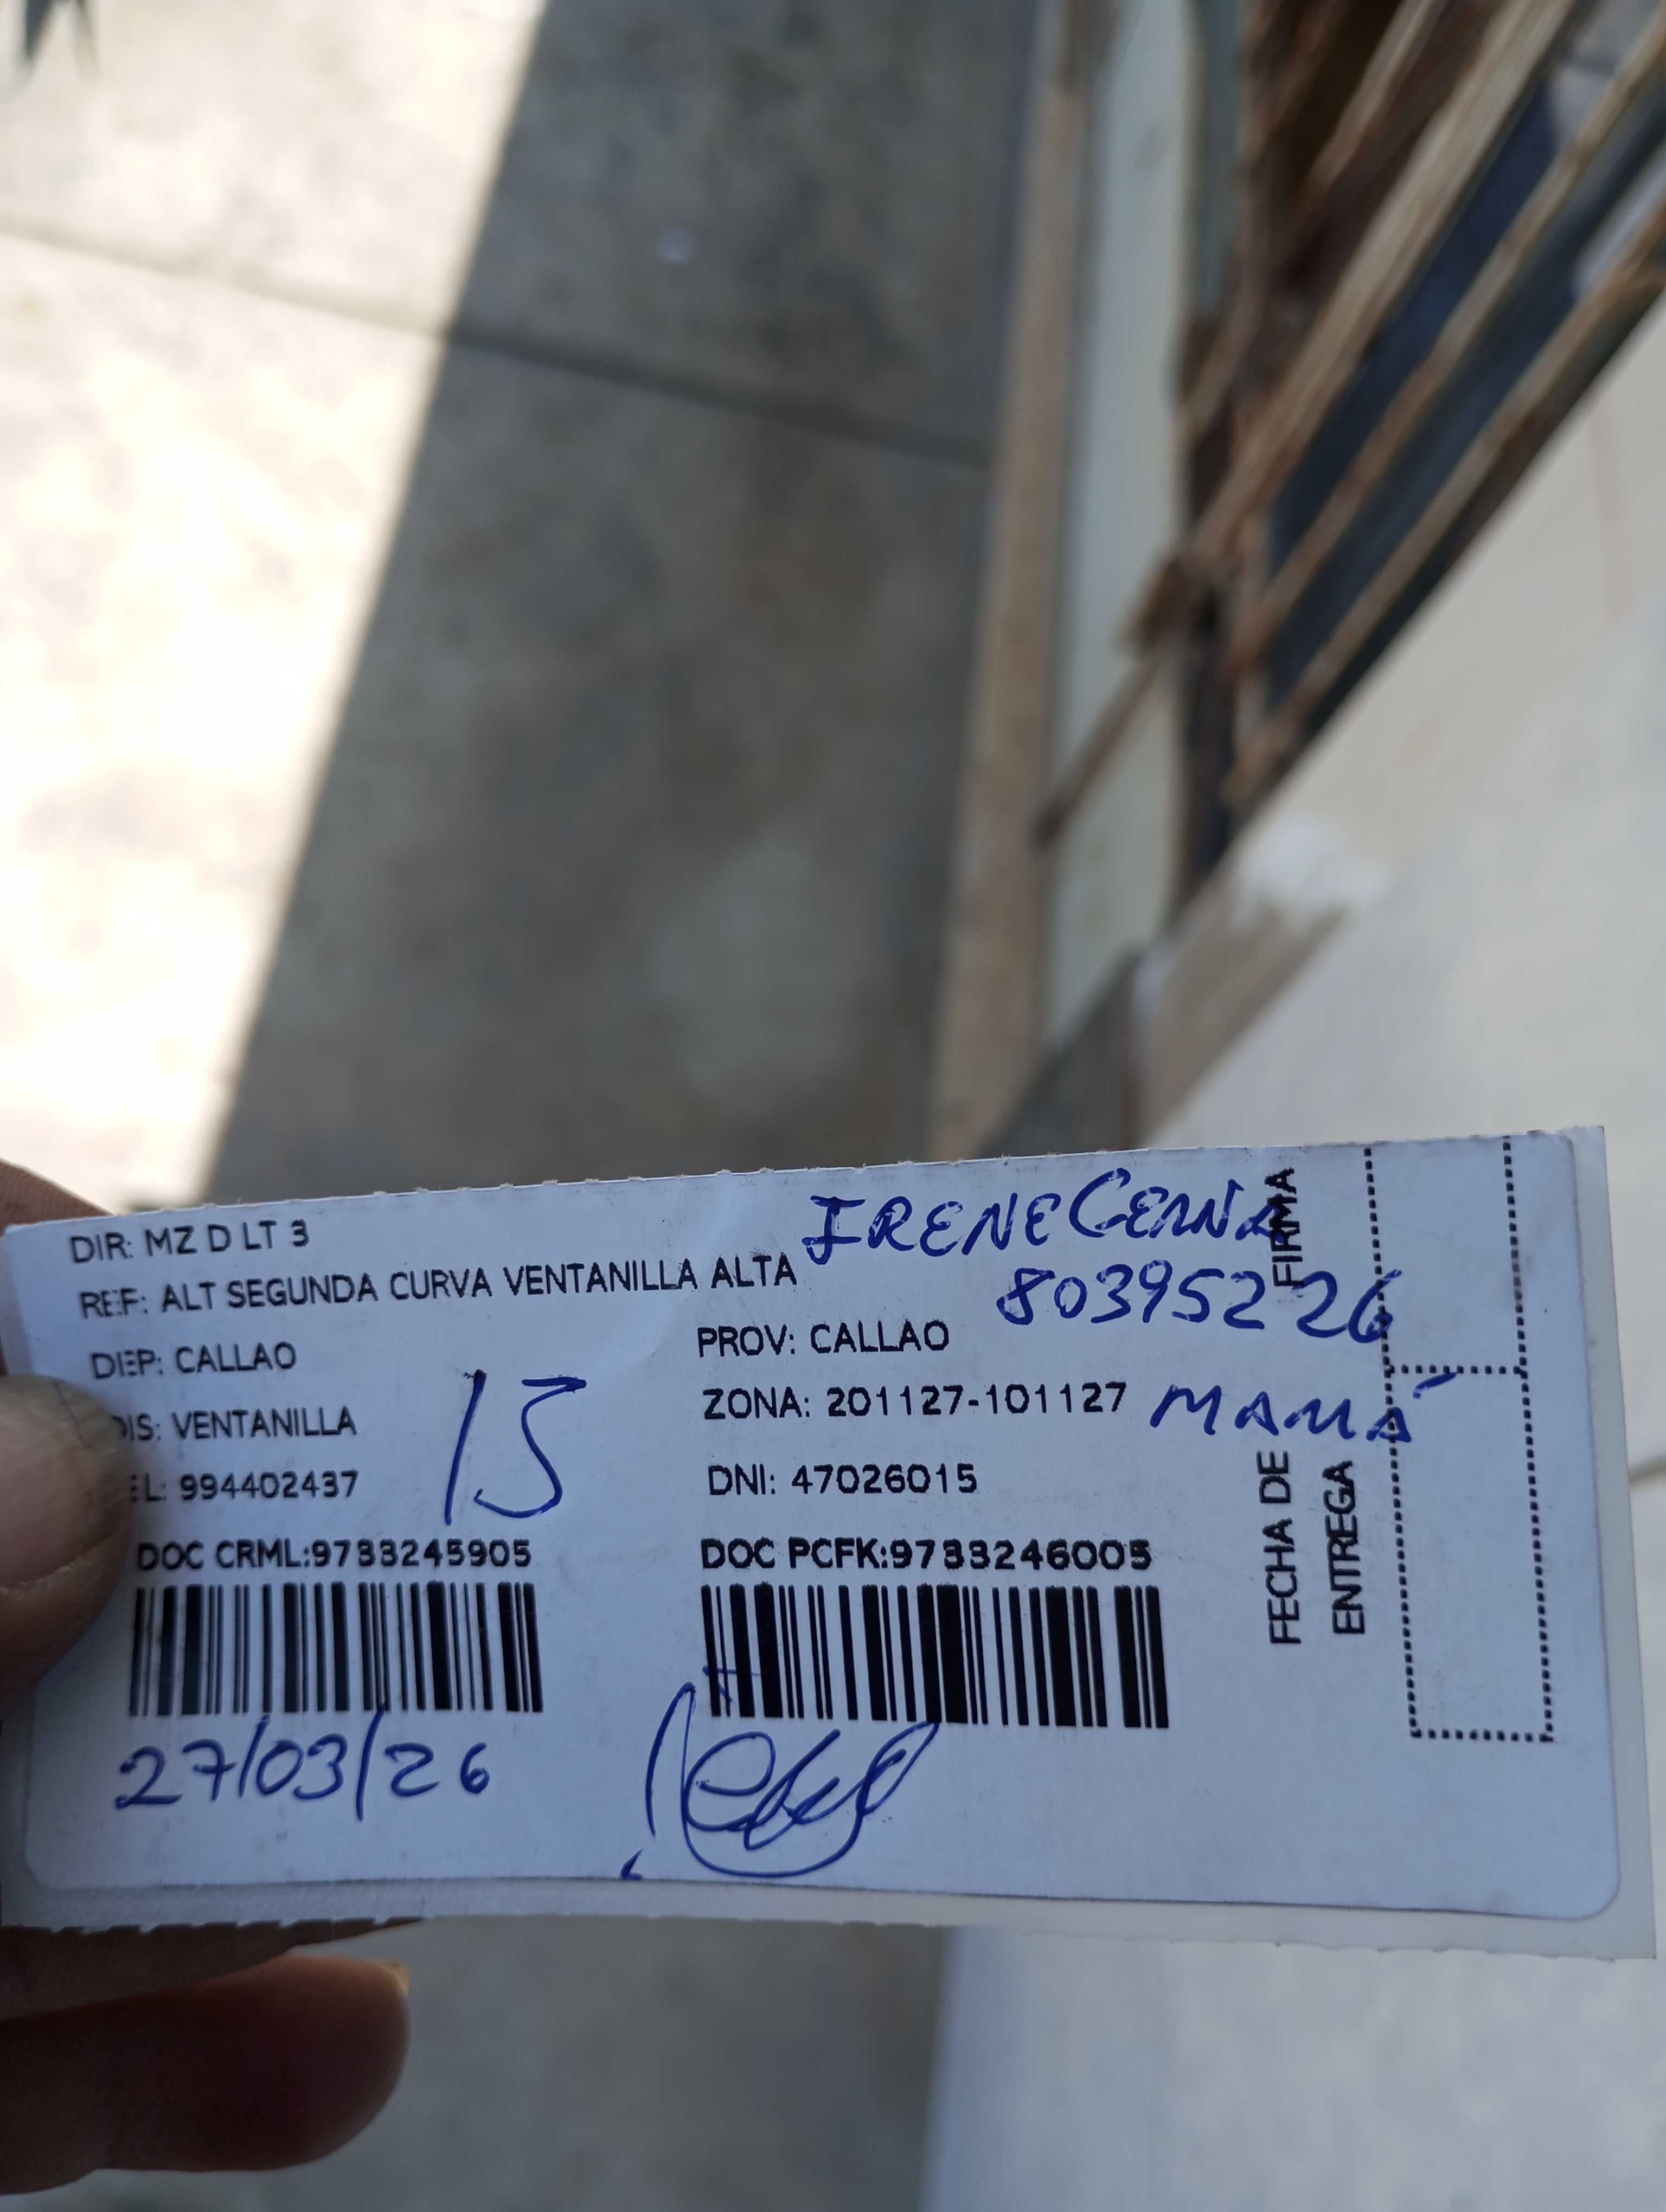 DIR: MZ D LT 3
IRENE CERNA
FIRMA
REF: ALT SEGUNDA CURVA VENTANILLA ALTA
80395226
DEP: CALLAO
PROV: CALLAO
DIS: VENTANILLA
15
ZONA: 201127-101127
MAMÁ
EL: 994402437
DNI: 47026015
FECHA DE
ENTREGA
DOC CRML:9733245905
DOC PCFK:9733246005
27/03/26